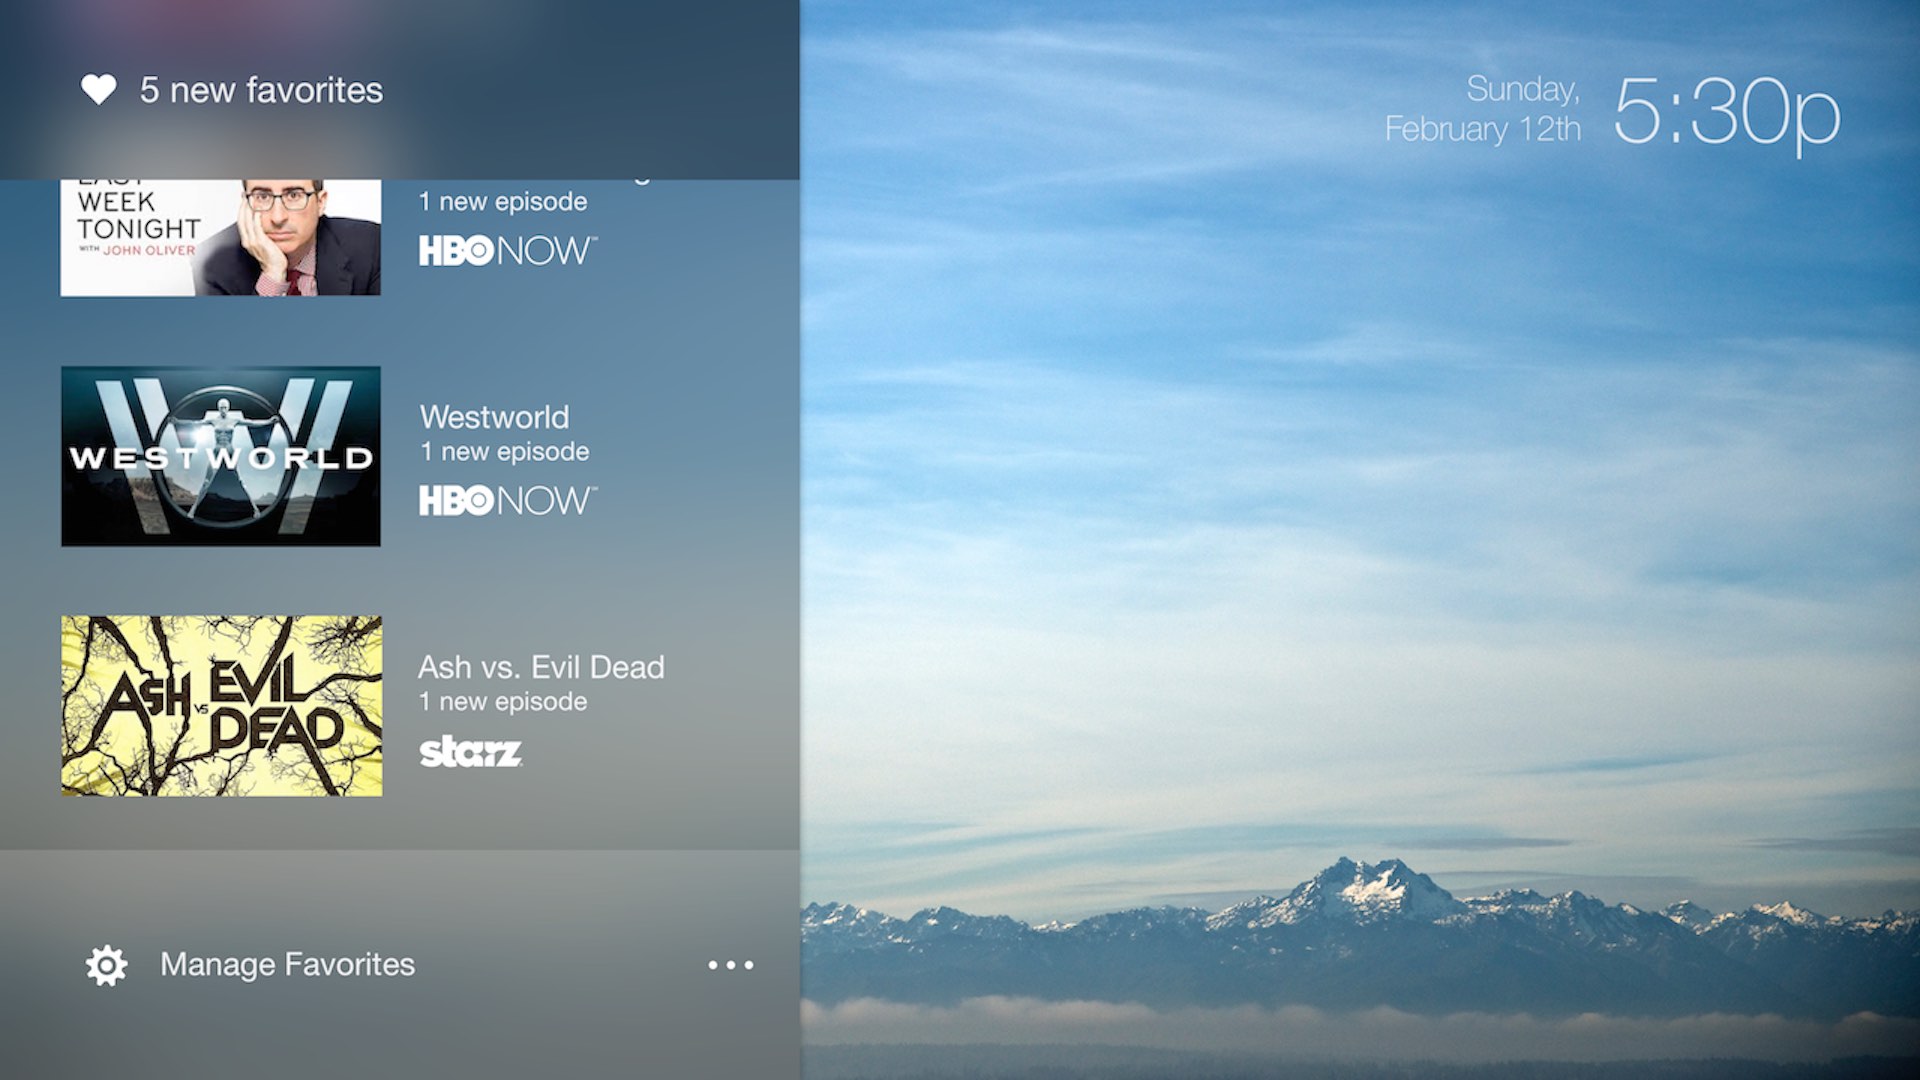 5 new favorites
Sunday,
February 12th
5:30p
LAST
WEEK
TONIGHT
WITH JOHN OLIVER
1 new episode
HBO NOW
WESTWORLD
Westworld
1 new episode
HBO NOW
ASH VS EVIL
DEAD
Ash vs. Evil Dead
1 new episode
starz
Manage Favorites